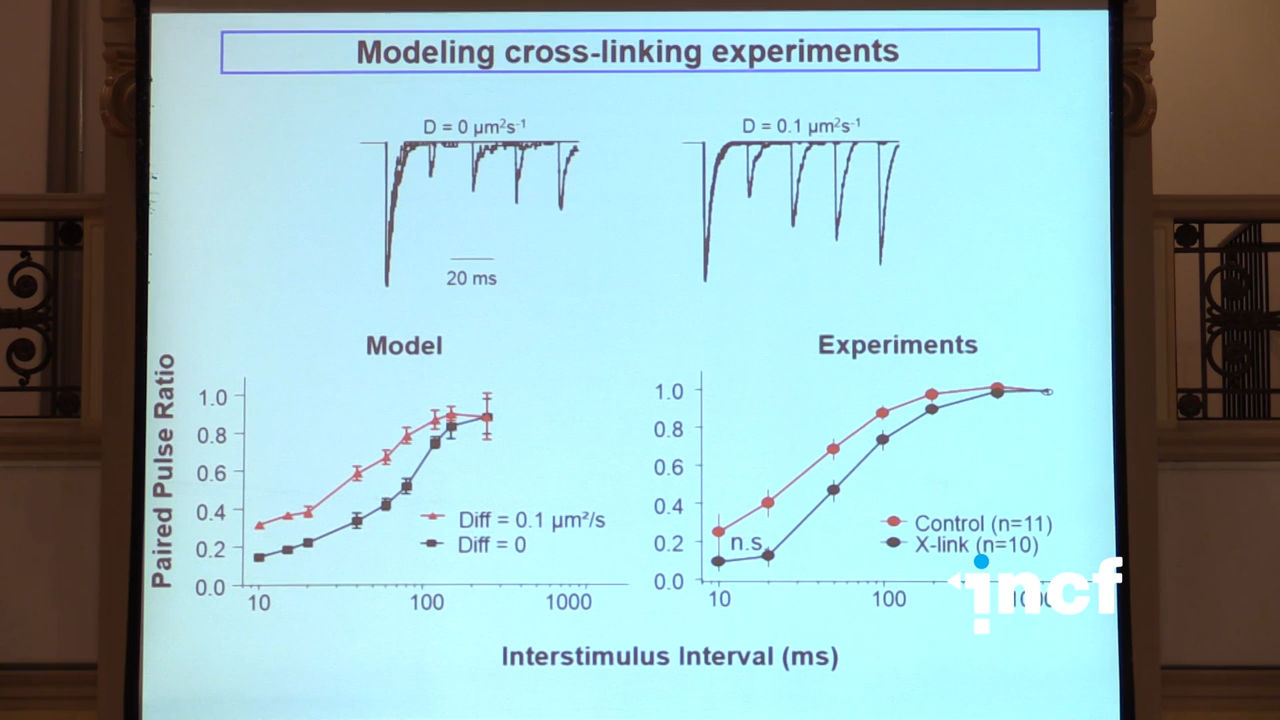 Modeling cross-linking experiments
D = 0 µm²s⁻¹
D = 0.1 µm²s⁻¹
20 ms
Model
Experiments
Paired Pulse Ratio
1.0
0.8
0.6
0.4
0.2
0.0
10
100
1000
Diff = 0.1 µm²/s
Diff = 0
1.0
0.8
0.6
0.4
0.2
0.0
n.s.
10
100
1000
Control (n=11)
X-link (n=10)
incf
Interstimulus Interval (ms)